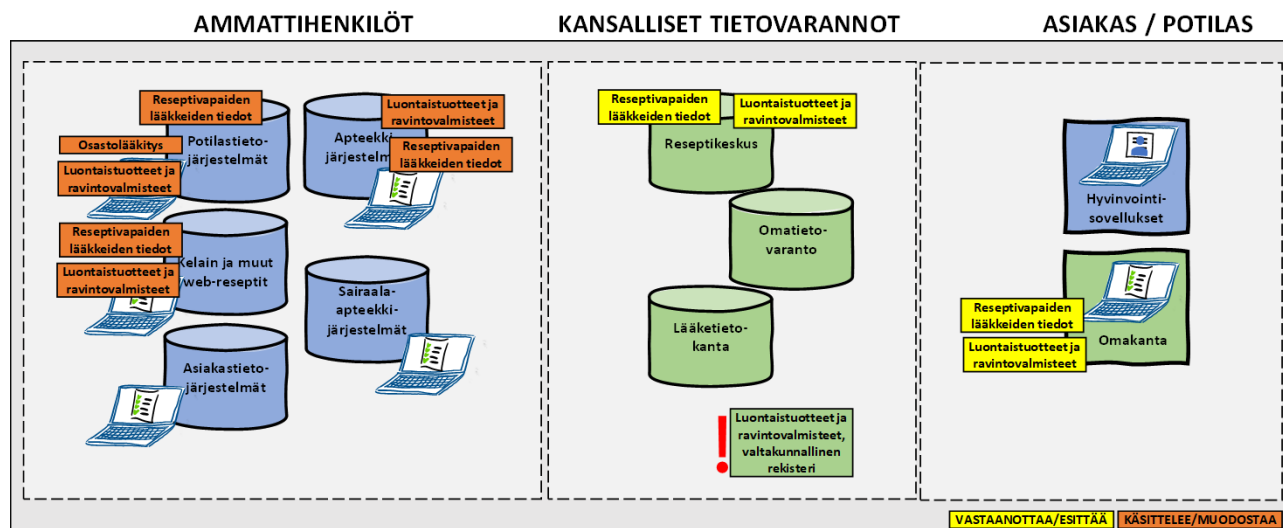 AMMATTIHENKILÖT
KANSALLISET TIETOVARANNOT
ASIAKAS / POTILAS
Reseptivapaiden
lääkkeiden tiedot
Osastolääkitys
Luontaistuotteet ja
ravintovalmisteet
Potilastieto-
järjestelmät
Luontaistuotteet ja
ravintovalmisteet
Reseptivapaiden
lääkkeiden tiedot
Apteekki-
järjestelmä
Reseptivapaiden
lääkkeiden tiedot
Luontaistuotteet ja
ravintovalmisteet
Kelain ja muut
web-reseptit
Sairaala-
apteekki-
järjestelmät
Asiakastieto-
järjestelmät
Reseptivapaiden
lääkkeiden tiedot
Luontaistuotteet ja
ravintovalmisteet
Reseptikeskus
Omatieto-
varanto
Lääketieto-
kanta
!
Luontaistuotteet ja
ravintovalmisteet,
valtakunnallinen
rekisteri
Hyvinvointi-
sovellukset
Reseptivapaiden
lääkkeiden tiedot
Luontaistuotteet ja
ravintovalmisteet
Omakanta
VASTAANOTTAA/ESITTÄÄ
KÄSITTELEE/MUODOSTAA